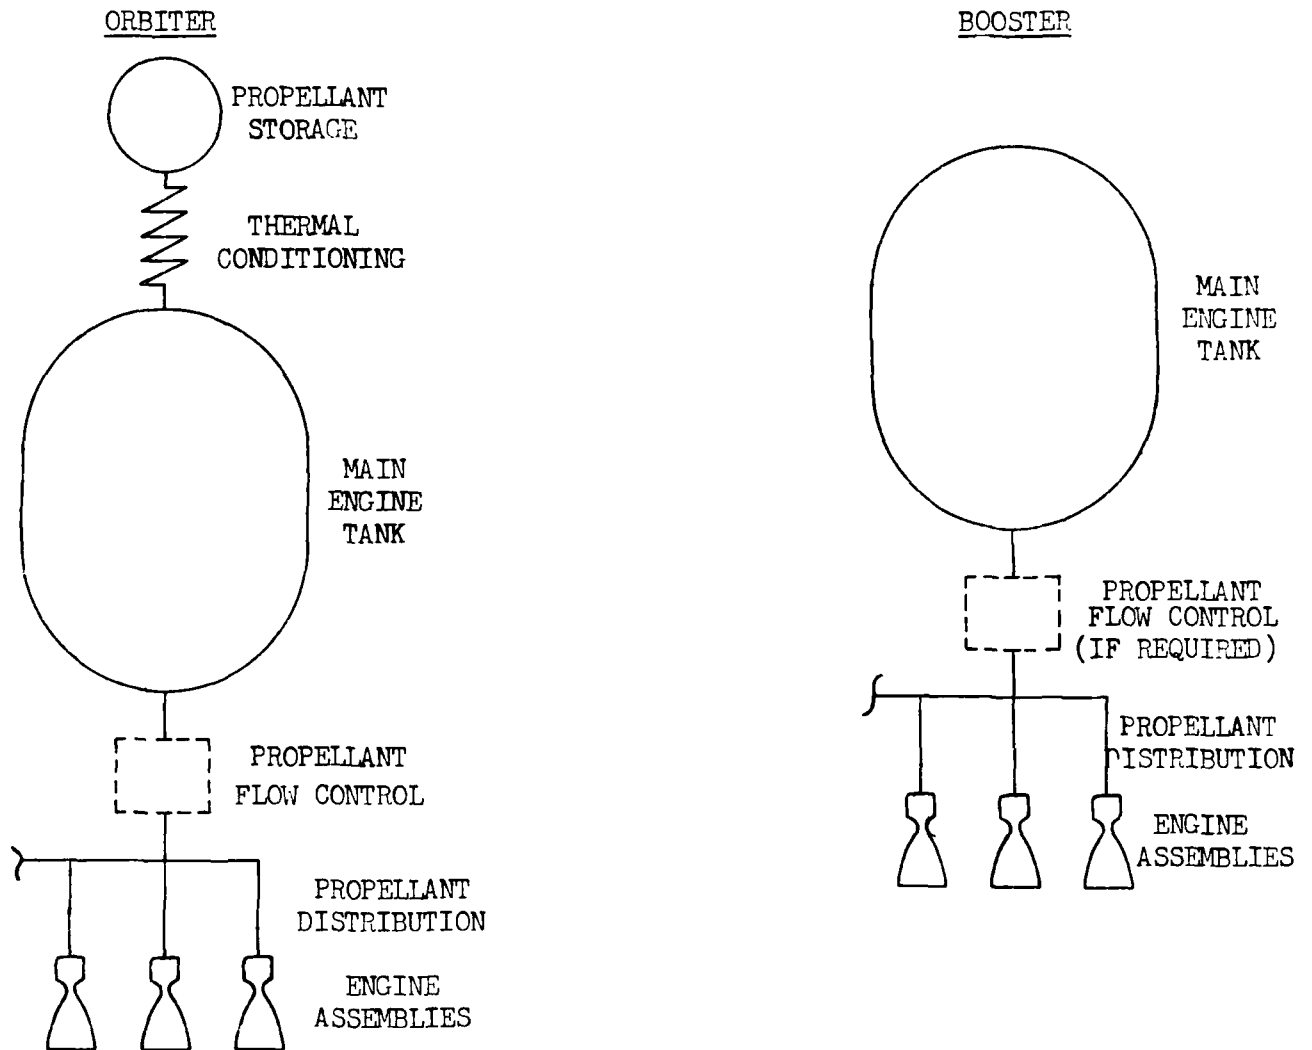 ORBITER
PROPELLANT
STORAGE
THERMAL
CONDITIONING
MAIN
ENGINE
TANK
PROPELLANT
FLOW CONTROL
PROPELLANT
DISTRIBUTION
ENGINE
ASSEMBLIES
BOOSTER
MAIN
ENGINE
TANK
PROPELLANT
FLOW CONTROL
(IF REQUIRED)
PROPELLANT
DISTRIBUTION
ENGINE
ASSEMBLIES